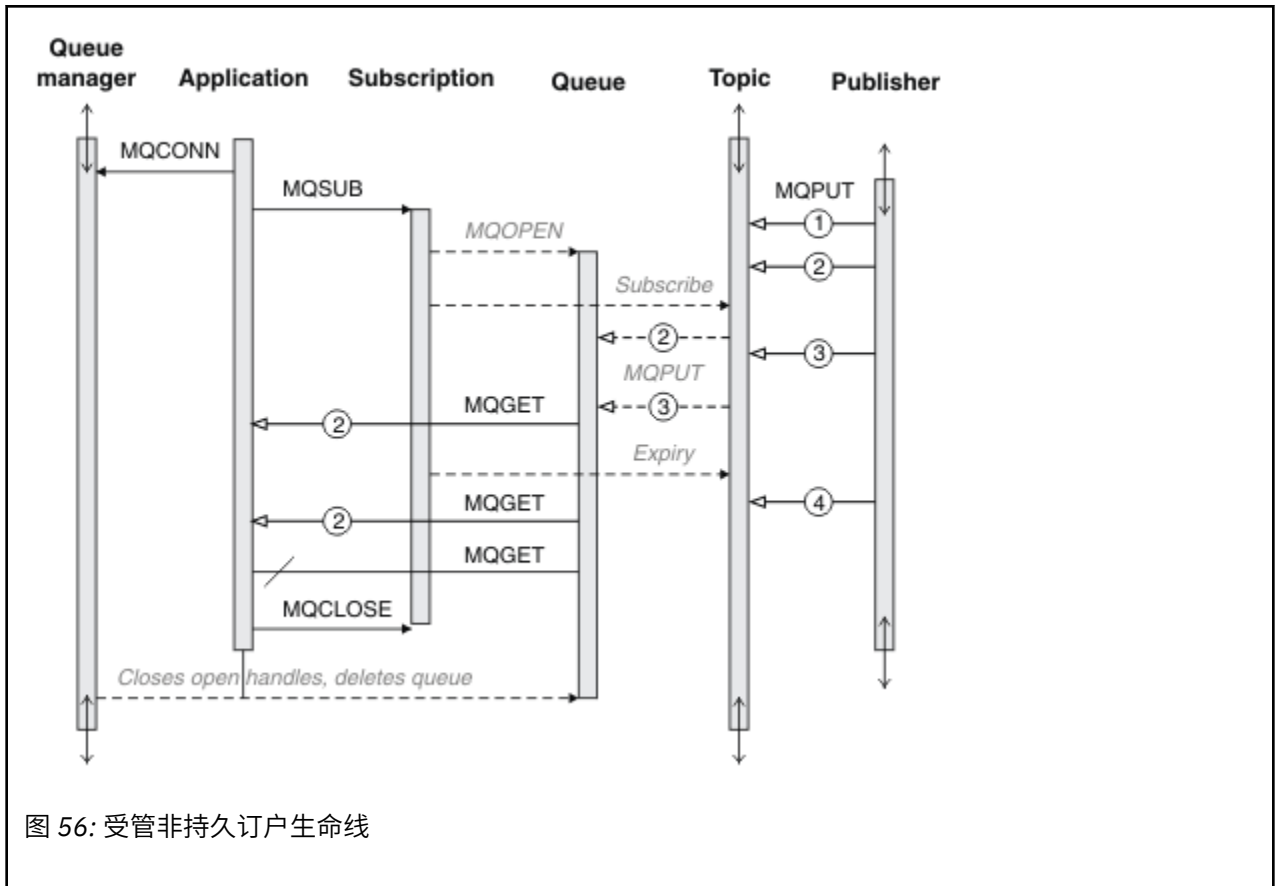 Queue manager
Application
Subscription
Queue
Topic
Publisher
MQCONN
MQSUB
MQPUT
1
MQOPEN
2
Subscribe
2
3
MQPUT
3
MQGET
2
Expiry
MQGET
4
2
MQGET
MQCLOSE
Closes open handles, deletes queue
图 56: 受管非持久订户生命线